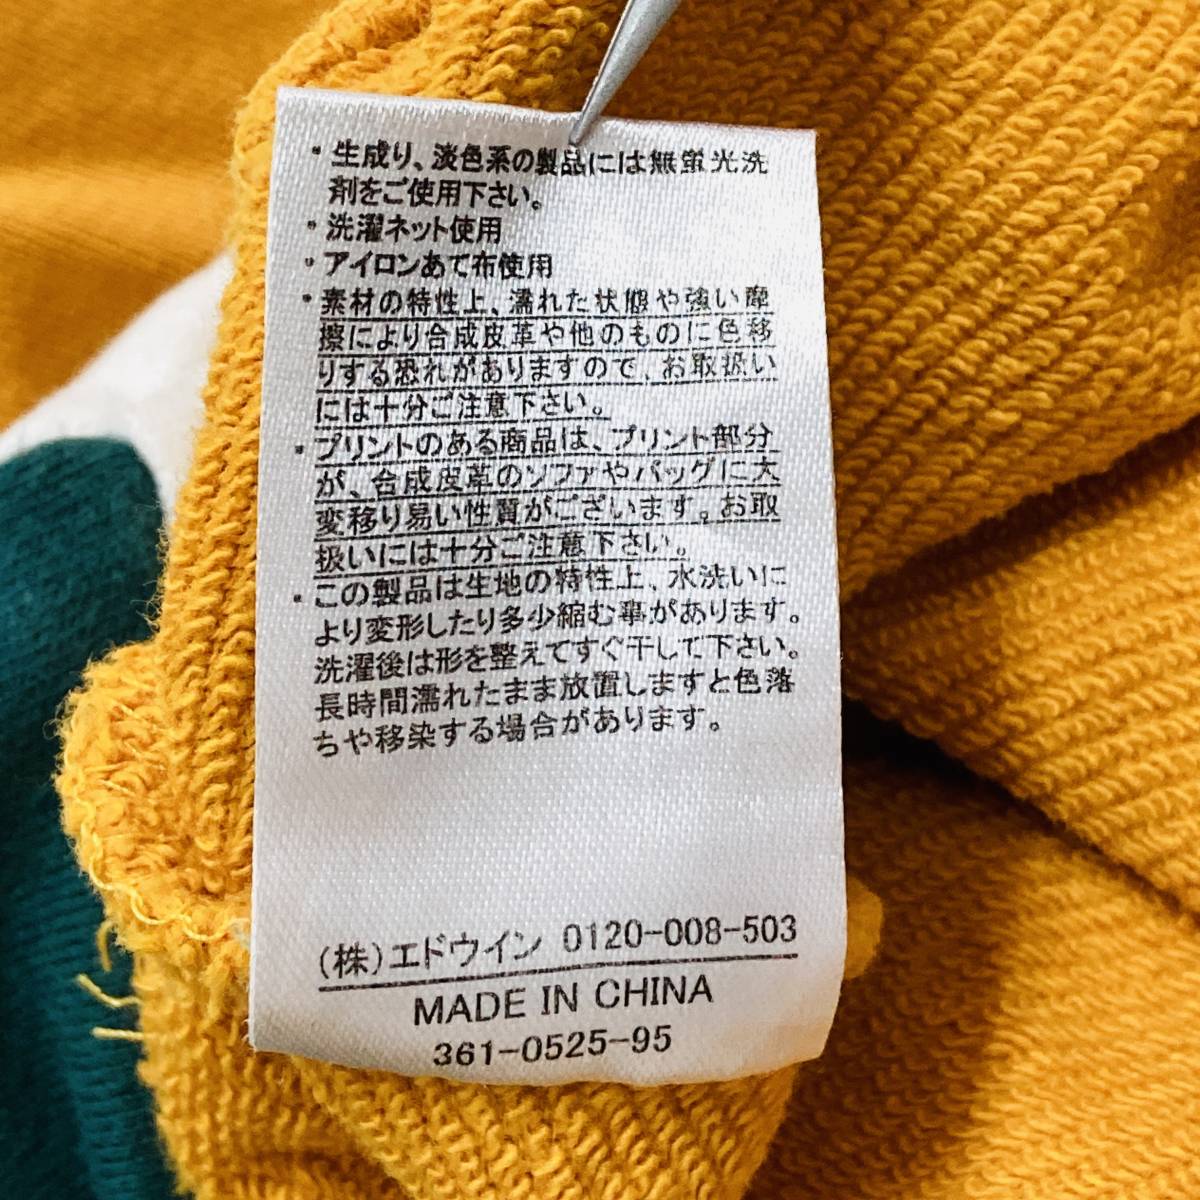 ・生成り、淡色系の製品には無蛍光洗
剤をご使用下さい。
・洗濯ネット使用
・アイロンあて布使用
・素材の特性上、濡れた状態や強い摩
擦により合成皮革や他のものに色移
りする恐れがありますので、お取扱い
には十分ご注意下さい。
・プリントのある商品は、プリント部分
が、合成皮革のソファやバッグに大
変移り易い性質がございます。お取
扱いには十分ご注意下さい。
・この製品は生地の特性上、水洗いに
より変形したり多少縮む事があります。
洗濯後は形を整えてすぐ干して下さい。
長時間濡れたまま放置しますと色落
ちや移染する場合があります。
(株)エドウイン 0120-008-503
MADE IN CHINA
361-0525-95